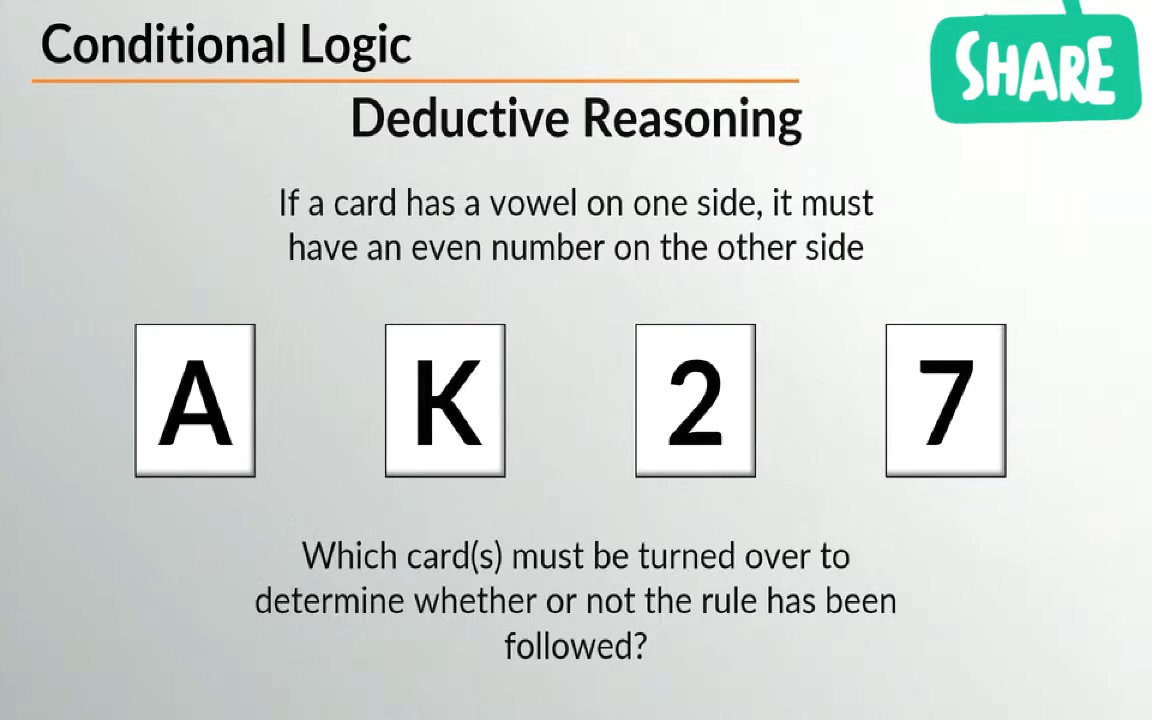 Conditional Logic
SHARE
Deductive Reasoning
If a card has a vowel on one side, it must
have an even number on the other side
A K 2 7
Which card(s) must be turned over to
determine whether or not the rule has been
followed?